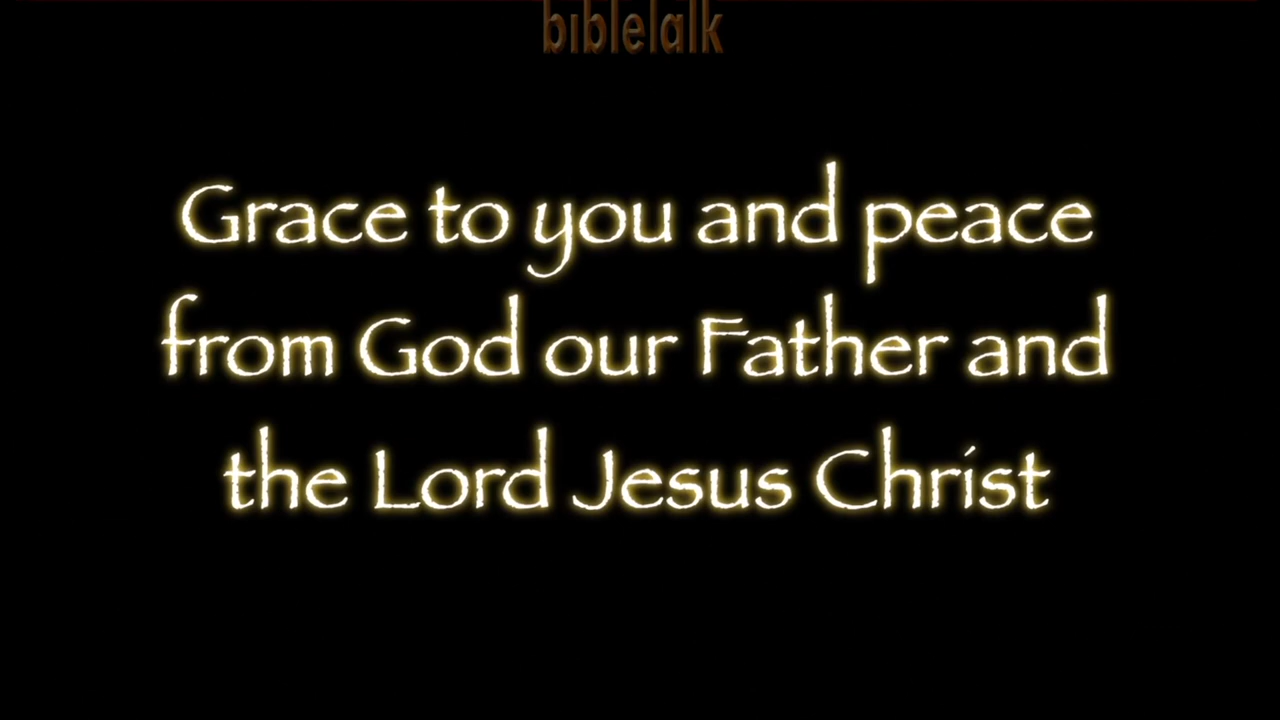 bibletalk
Grace to you and peace
from God our Father and
the Lord Jesus Christ